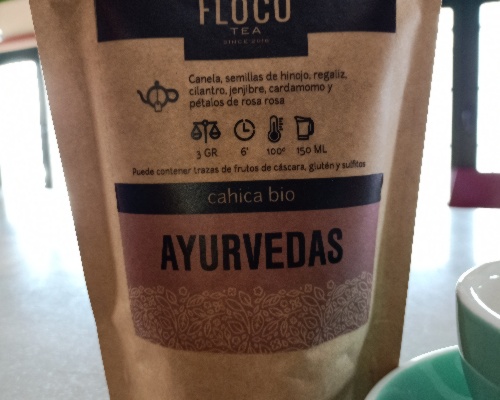 FLOCO
TEA
SINCE 2016
Canela, semillas de hinojo, regaliz,
cilantro, jenjibre, cardamomo y
pétalos de rosa rosa
3 GR 6' 100º 150 ML
Puede contener trazas de frutos de cáscara, glutén y sulfitos
cahica bio
AYURVEDAS